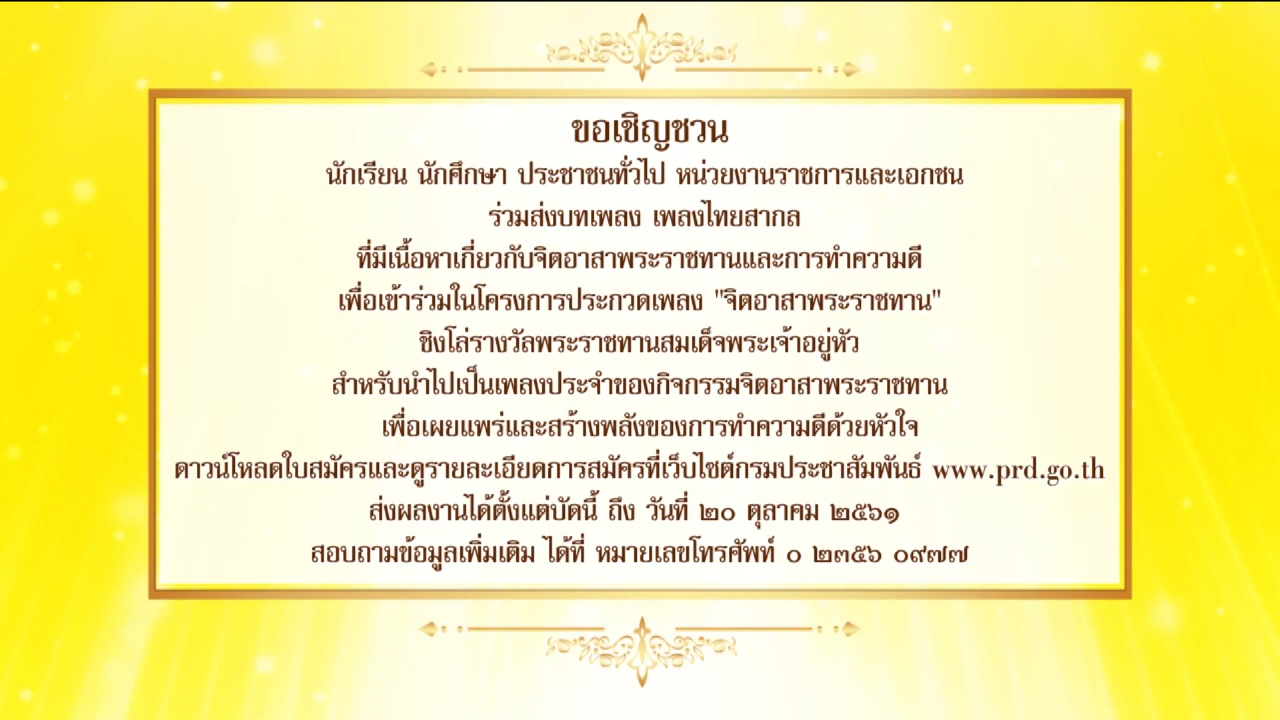 ขอเชิญชวน
นักเรียน นักศึกษา ประชาชนทั่วไป หน่วยงานราชการและเอกชน
ร่วมส่งบทเพลง เพลงไทยสากล
ที่มีเนื้อหาเกี่ยวกับจิตอาสาพระราชทานและการทำความดี
เพื่อเข้าร่วมในโครงการประกวดเพลง "จิตอาสาพระราชทาน"
ชิงโล่รางวัลพระราชทานสมเด็จพระเจ้าอยู่หัว
สำหรับนำไปเป็นเพลงประจำของกิจกรรมจิตอาสาพระราชทาน
เพื่อเผยแพร่และสร้างพลังของการทำความดีด้วยหัวใจ
ดาวน์โหลดใบสมัครและดูรายละเอียดการสมัครที่เว็บไซต์กรมประชาสัมพันธ์ www.prd.go.th
ส่งผลงานได้ตั้งแต่บัดนี้ ถึง วันที่ ๒๐ ตุลาคม ๒๕๖๑
สอบถามข้อมูลเพิ่มเติม ได้ที่ หมายเลขโทรศัพท์ ๐ ๒๓๕๖ ๐๙๗๗